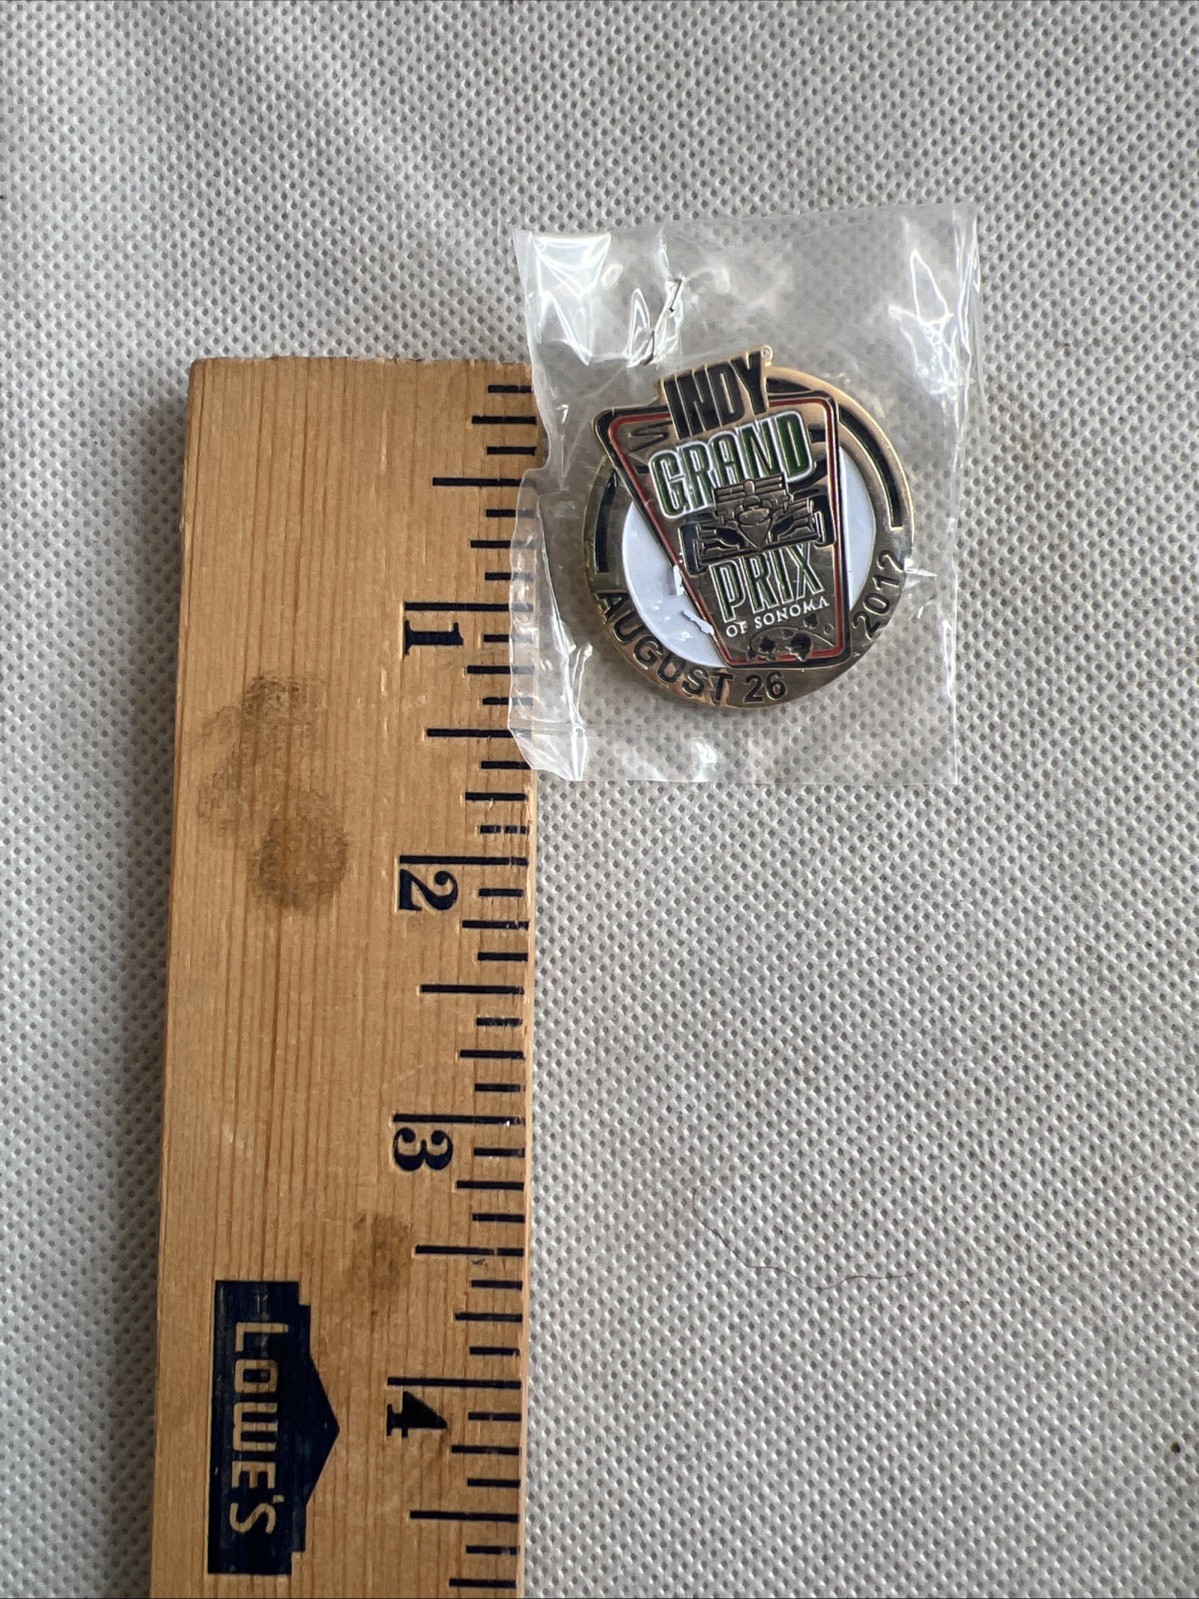 INDY
GRAND
PRIX
OF SONOMA
AUGUST 26 2012
1
2
3
4
LOWE'S